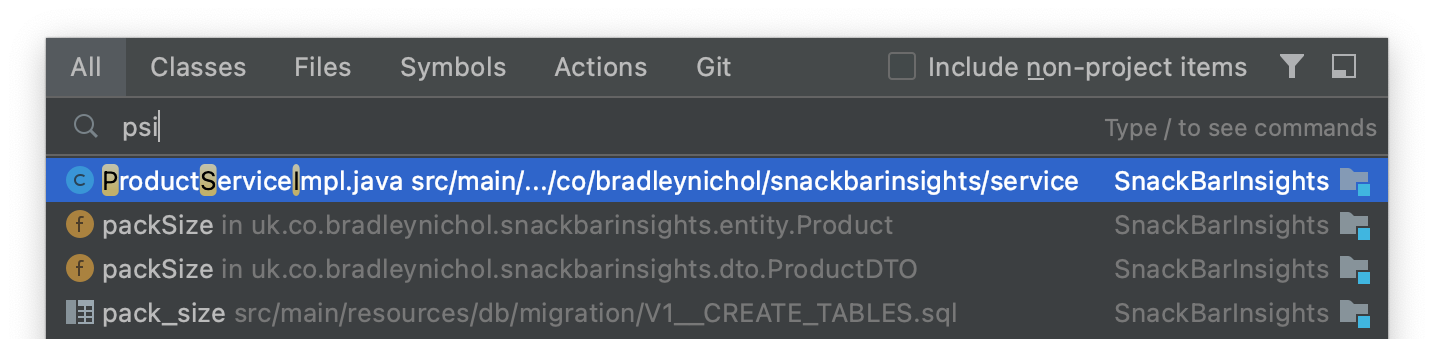 All Classes Files Symbols Actions Git Include non-project items
psi Type / to see commands
ProductServiceImpl.java src/main/.../co/bradleynichol/snackbarinsights/service SnackBarInsights
packSize in uk.co.bradleynichol.snackbarinsights.entity.Product SnackBarInsights
packSize in uk.co.bradleynichol.snackbarinsights.dto.ProductDTO SnackBarInsights
pack_size src/main/resources/db/migration/V1__CREATE_TABLES.sql SnackBarInsights